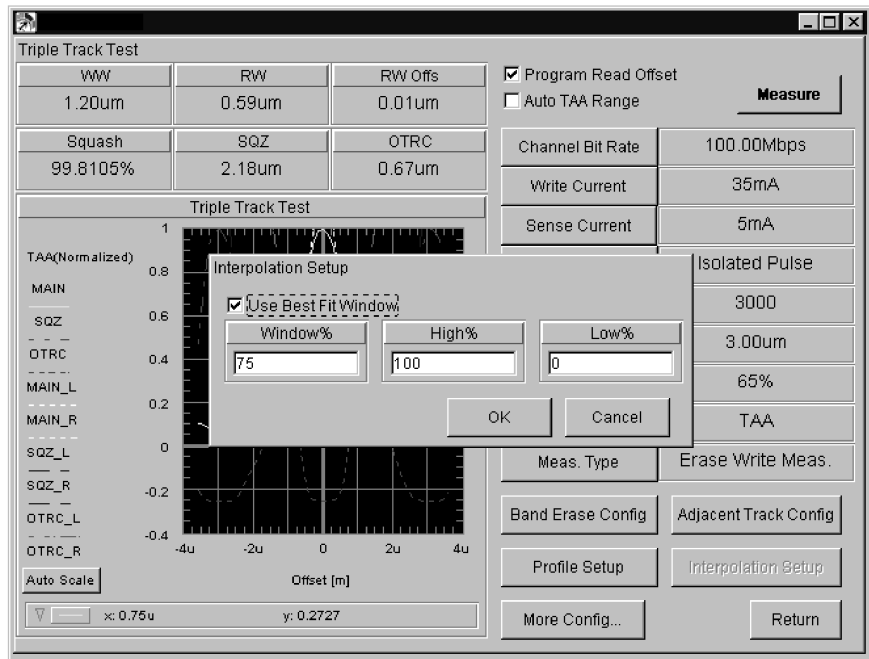 Triple Track Test
WW RW RW Offs
1.20um 0.59um 0.01um
Squash SQZ OTRC
99.8105% 2.18um 0.67um
Program Read Offset
Auto TAA Range
Measure
Channel Bit Rate 100.00Mbps
Write Current 35mA
Sense Current 5mA
Isolated Pulse
3000
3.00um
65%
TAA
Meas. Type Erase Write Meas.
Triple Track Test
TAA(Normalized)
MAIN
SQZ
OTRC
MAIN_L
MAIN_R
SQZ_L
SQZ_R
OTRC_L
OTRC_R
1
0.8
0.6
0.4
0.2
0
-0.2
-0.4
-4u -2u 0 2u 4u
Offset [m]
Auto Scale
x: 0.75u y: 0.2727
Interpolation Setup
Use Best Fit Window
Window% High% Low%
75 100 0
OK Cancel
Band Erase Config Adjacent Track Config
Profile Setup Interpolation Setup
More Config... Return